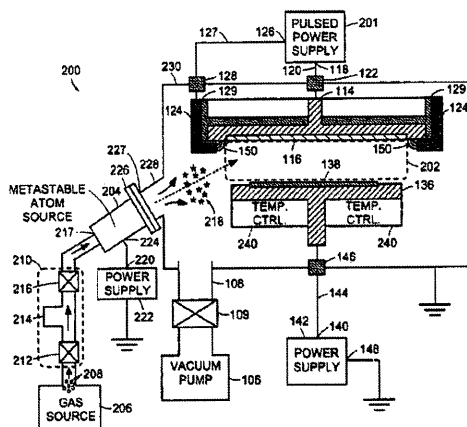 200
127
126
PULSED
POWER
SUPPLY
201
230
120
118
128
122
129
114
129
124
124
227
228
150
150
226
116
202
METASTABLE
ATOM
SOURCE
204
138
136
217
218
TEMP.
CTRL.
TEMP.
CTRL.
224
240
240
210
220
216
146
POWER
SUPPLY
108
214
222
109
144
212
142
140
148
208
VACUUM
PUMP
106
POWER
SUPPLY
GAS
SOURCE
206